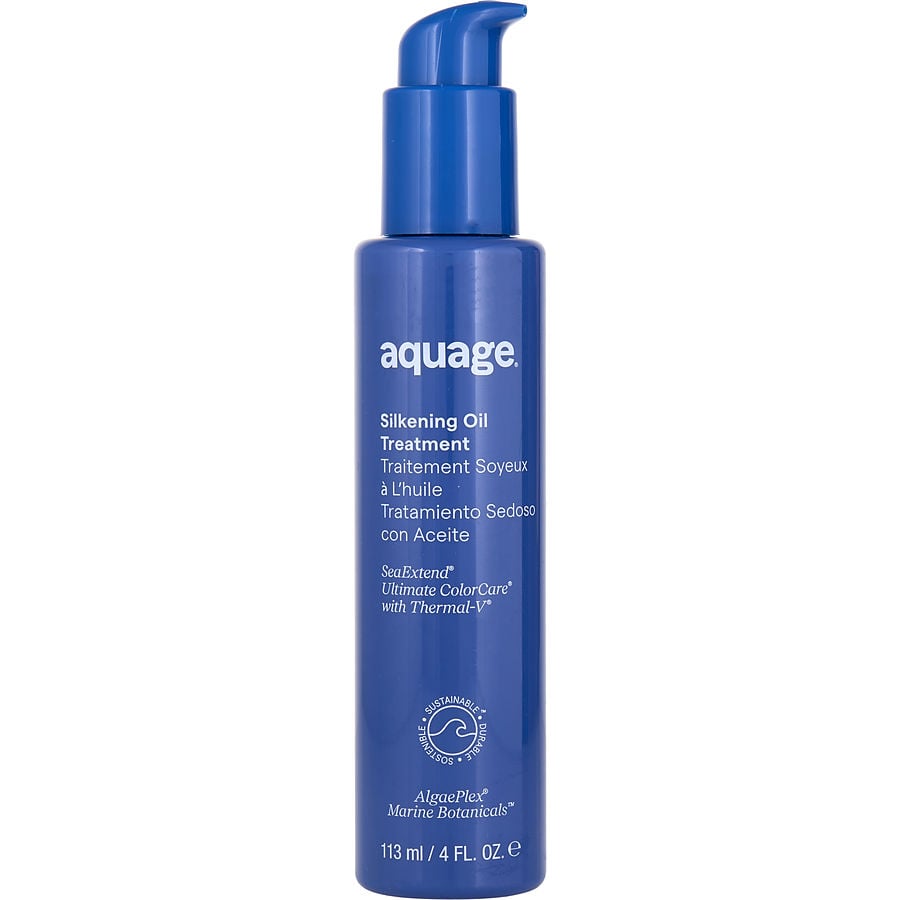 aquage®
Silkening Oil
Treatment
Traitement Soyeux
à L'huile
Tratamiento Sedoso
con Aceite
SeaExtend®
Ultimate ColorCare®
with Thermal-V®
SUSTAINABLE™ • DURABLE • SOSTENIBLE •
AlgaePlex®
Marine Botanicals™
113 ml / 4 FL. OZ. ℮